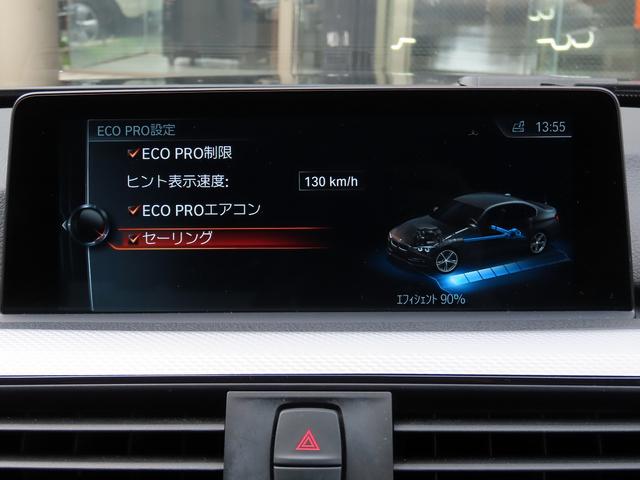 ECO PRO設定
13:55
ECO PRO制限
ヒント表示速度:
130 km/h
ECO PROエアコン
セーリング
エフィシェント 90%